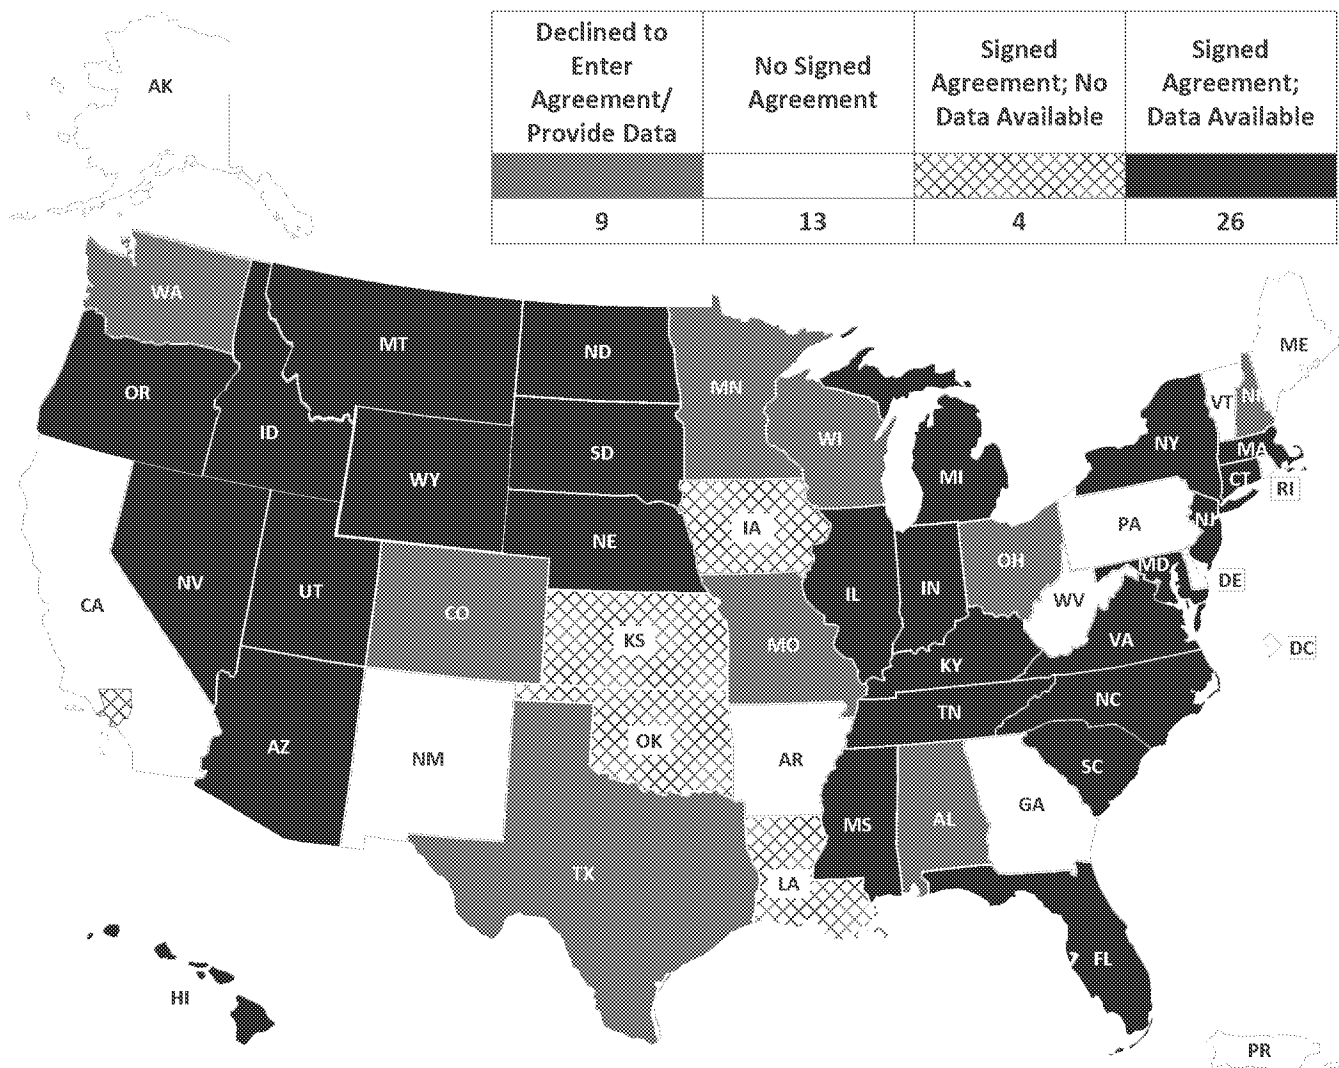 Declined to
Enter
Agreement/
Provide Data
No Signed
Agreement
Signed
Agreement; No
Data Available
Signed
Agreement;
Data Available
9
13
4
26
AK
WA
MT
ND
MN
ME
OR
ID
SD
WI
VT
NH
WY
MI
NY
MA
CT
RI
NE
IA
PA
NJ
NV
UT
CO
IL
IN
OH
MD
DE
CA
KS
MO
WV
VA
DC
KY
AZ
NM
OK
AR
TN
NC
SC
TX
MS
AL
GA
LA
7
FL
HI
PR